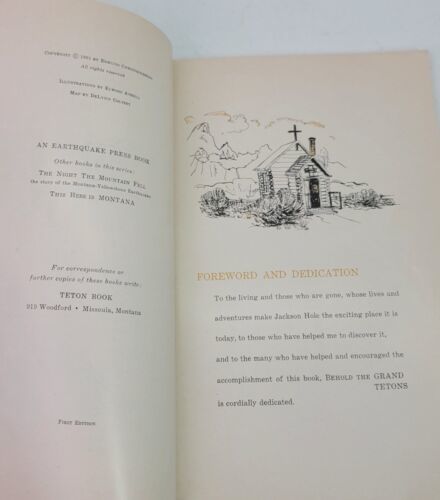 Copyright © 1961 by Edmund Christopherson
All rights reserved
Illustrations by Elwood Averill
Map by DeLynn Colvert
AN EARTHQUAKE PRESS BOOK
Other books in this series:
The Night The Mountain Fell
the story of the Montana-Yellowstone Earthquake
This Here is MONTANA
For correspondence or
further copies of these books write:
TETON BOOK
919 Woodford • Missoula, Montana
First Edition
FOREWORD AND DEDICATION
To the living and those who are gone, whose lives and
adventures make Jackson Hole the exciting place it is
today, to those who have helped me to discover it,
and to the many who have helped and encouraged the
accomplishment of this book, Behold the GRAND
TETONS
is cordially dedicated.